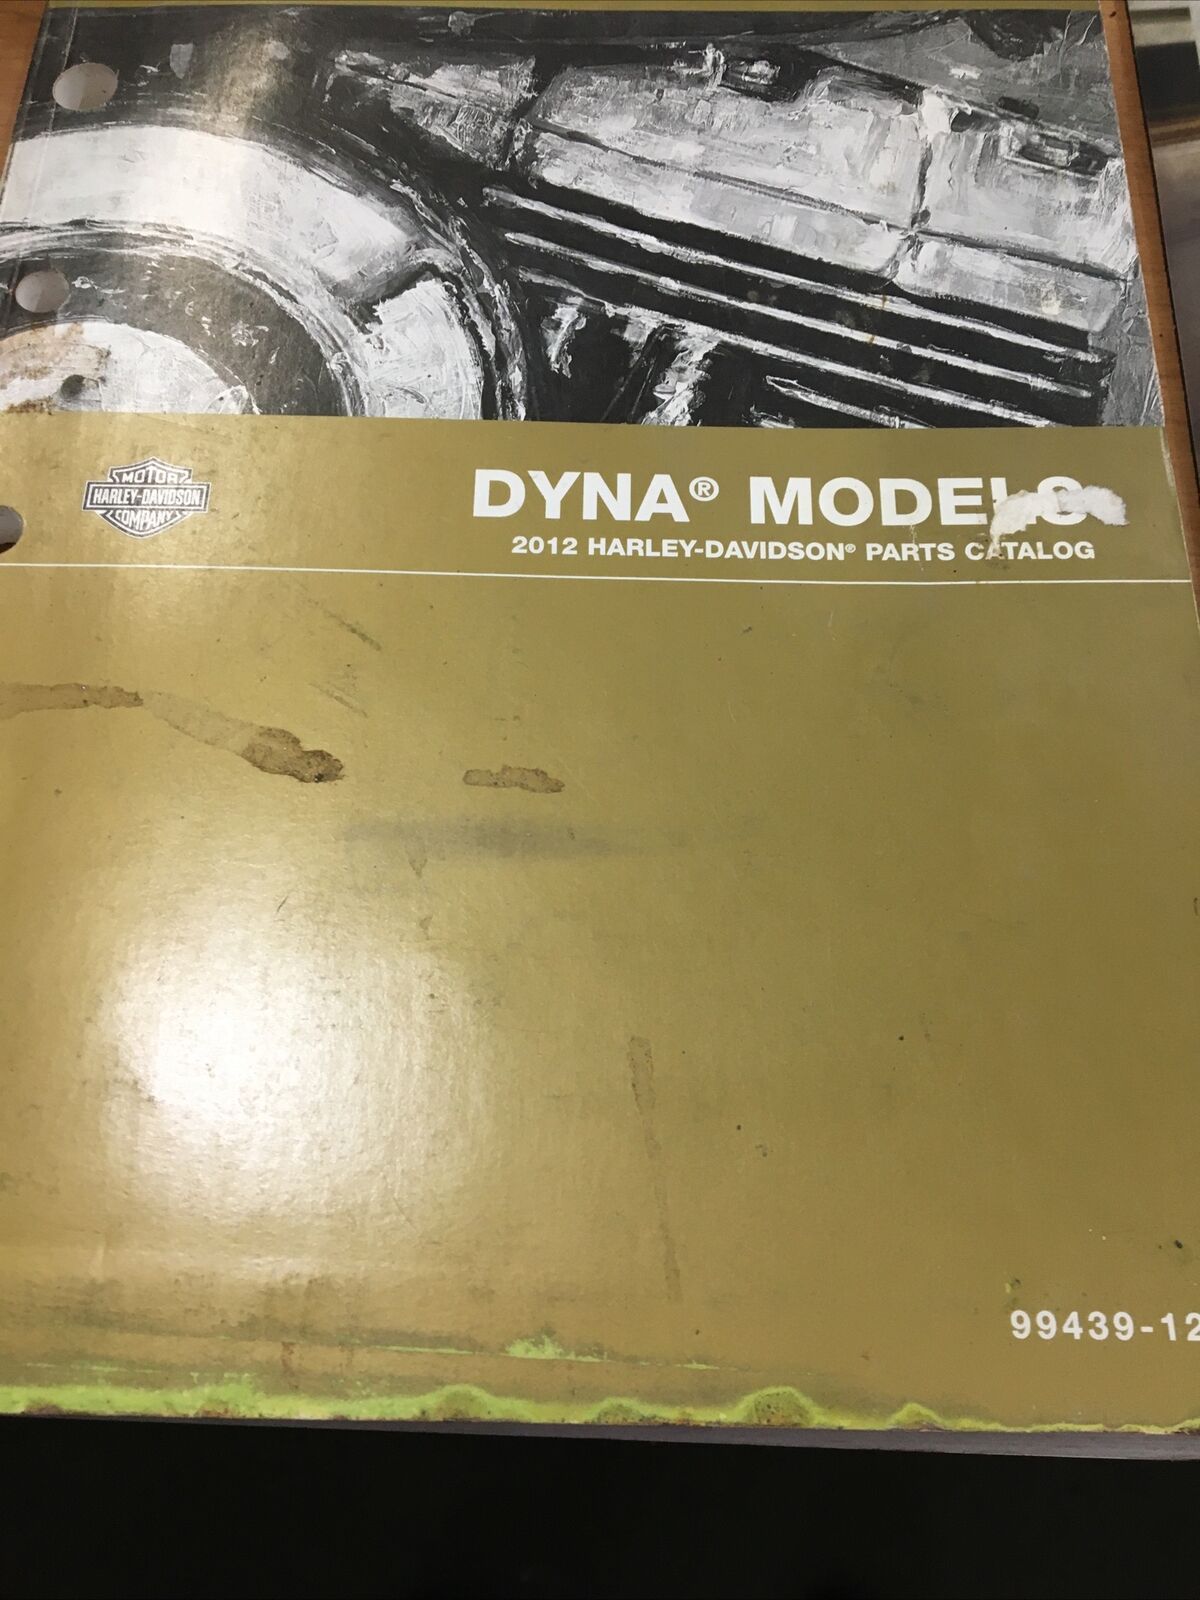 MOTOR
HARLEY-DAVIDSON
COMPANY
DYNA® MODELS
2012 HARLEY-DAVIDSON® PARTS CATALOG
99439-12